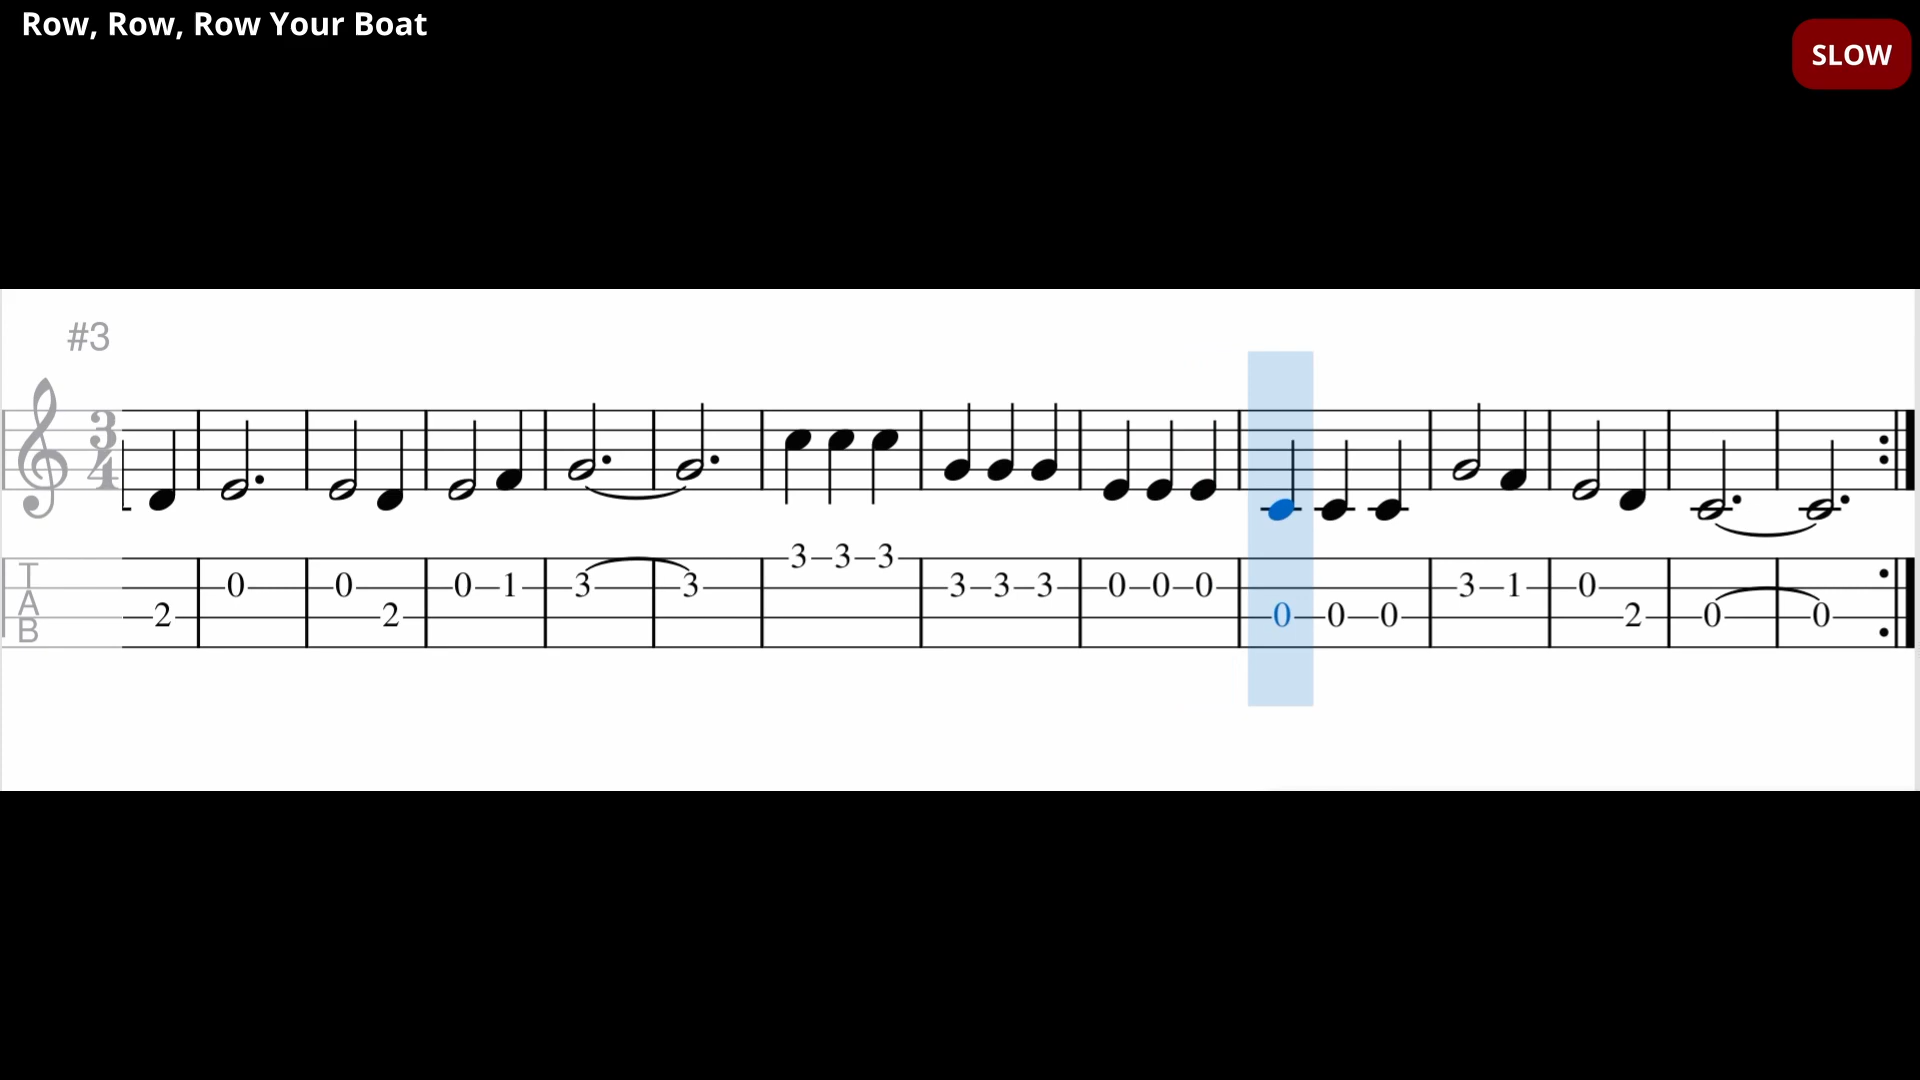 Row, Row, Row Your Boat
SLOW
#3
3
4
T
A
B
3 3 3
0 0 0 1 3 3 3 3 3 0 0 0 3 1 0
2 2 0 0 0 2 0 0